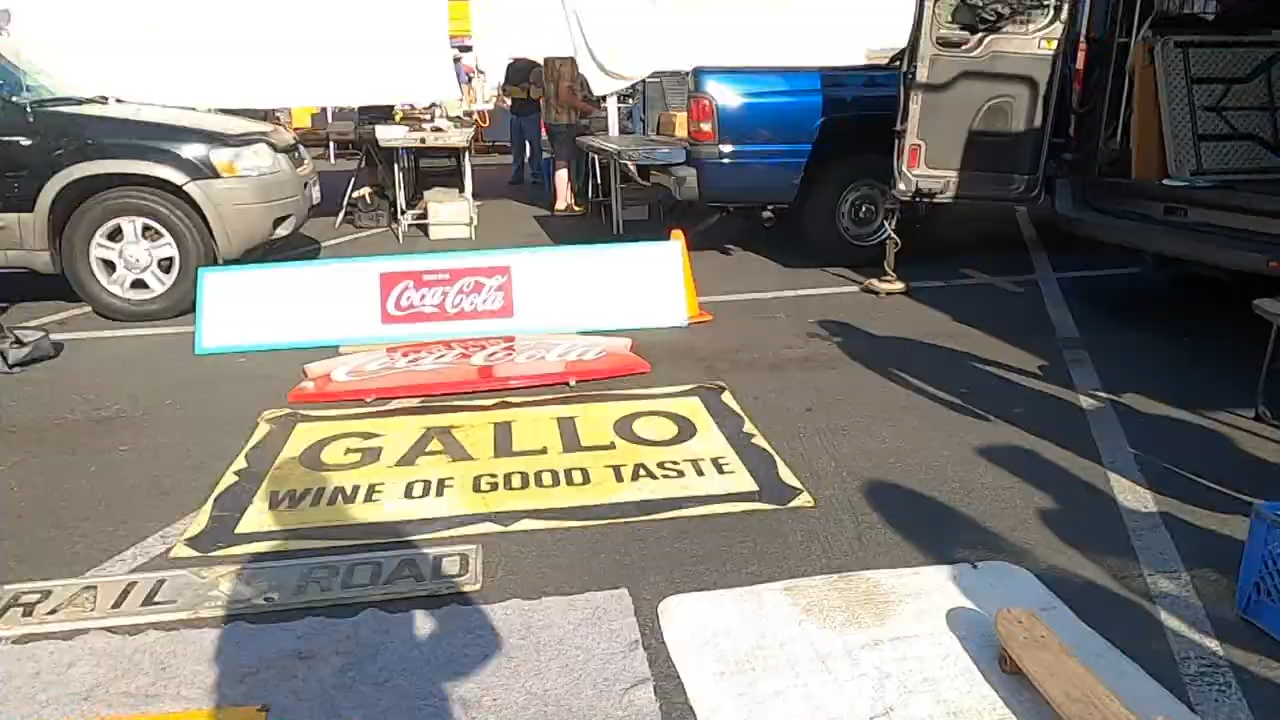 Coca-Cola
Coca-Cola
GALLO
WINE OF GOOD TASTE
RAIL ROAD